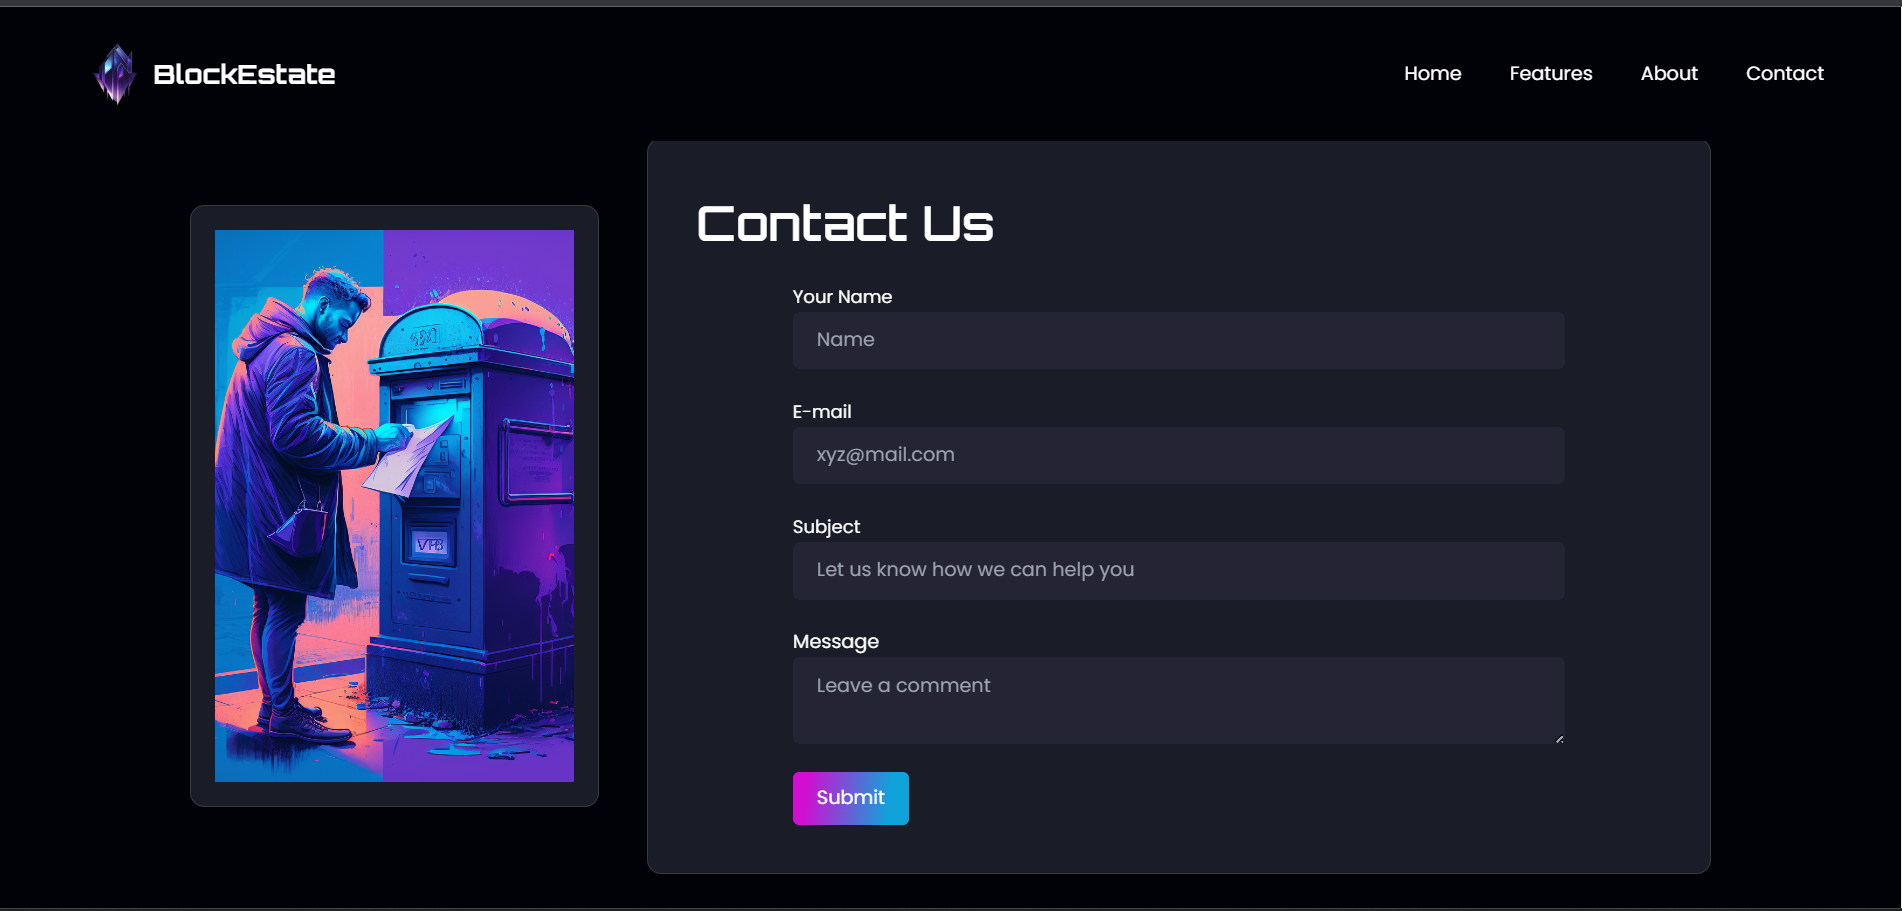 BlockEstate
Home Features About Contact
Contact Us
Your Name
Name
E-mail
xyz@mail.com
Subject
Let us know how we can help you
Message
Leave a comment
Submit